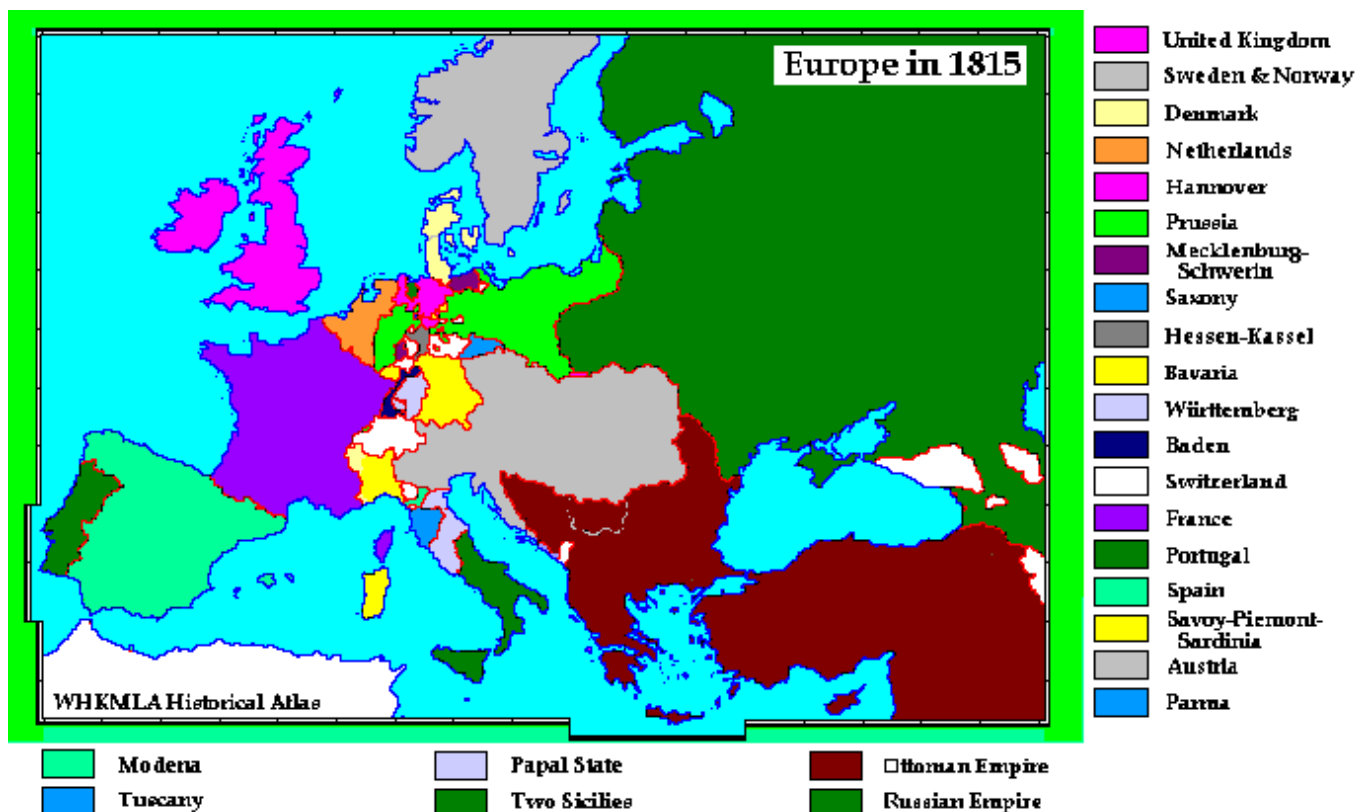 Europe in 1815
United Kingdom
Sweden & Norway
Denmark
Netherlands
Hannover
Prussia
Mecklenburg-
Schwerin
Saxony
Hessen-Kassel
Bavaria
Württemberg
Baden
Switzerland
France
Portugal
Spain
Savoy-Piemont-
Sardinia
Austria
Parma
WHKMLA Historical Atlas
Modena
Papal State
Ottoman Empire
Tuscany
Two Sicilies
Russian Empire